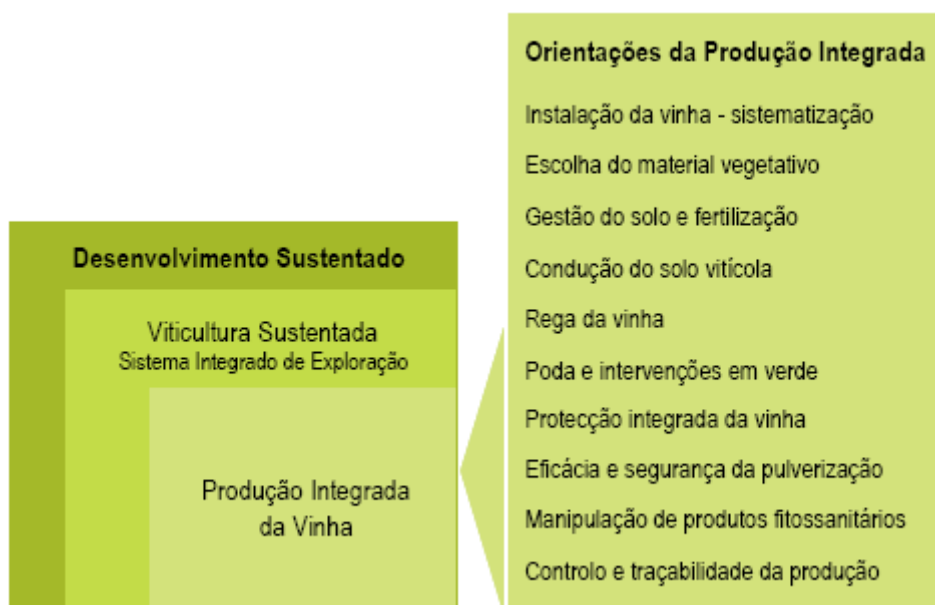 Desenvolvimento Sustentado
Viticultura Sustentada
Sistema Integrado de Exploração
Produção Integrada
da Vinha
Orientações da Produção Integrada
Instalação da vinha - sistematização
Escolha do material vegetativo
Gestão do solo e fertilização
Condução do solo vitícola
Rega da vinha
Poda e intervenções em verde
Protecção integrada da vinha
Eficácia e segurança da pulverização
Manipulação de produtos fitossanitários
Controlo e traçabilidade da produção